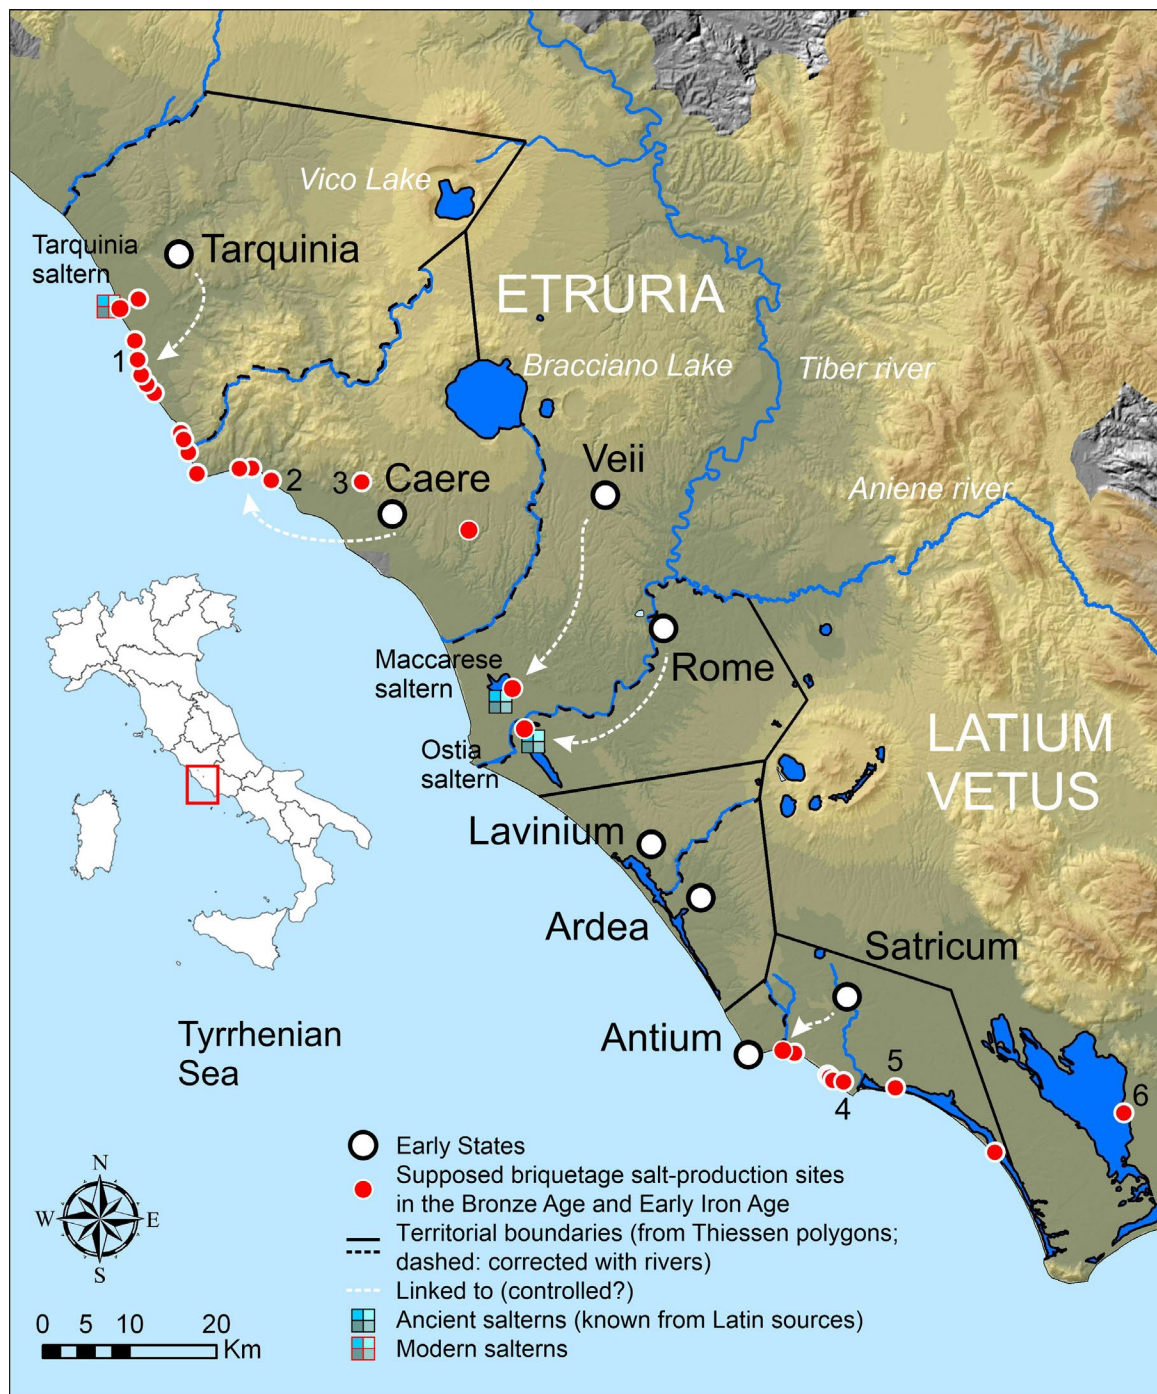 Vico Lake
Tarquinia
saltern
Tarquinia
ETRURIA
Bracciano Lake
Tiber river
1
Veii
2
3
Caere
Aniene river
Maccarese
saltern
Rome
Ostia
saltern
LATIUM
VETUS
Lavinium
Ardea
Satricum
Tyrrhenian
Sea
Antium
4
5
6
N
W
E
S
0 5 10 20
Km
Early States
Supposed briquetage salt-production sites
in the Bronze Age and Early Iron Age
Territorial boundaries (from Thiessen polygons;
dashed: corrected with rivers)
Linked to (controlled?)
Ancient salterns (known from Latin sources)
Modern salterns